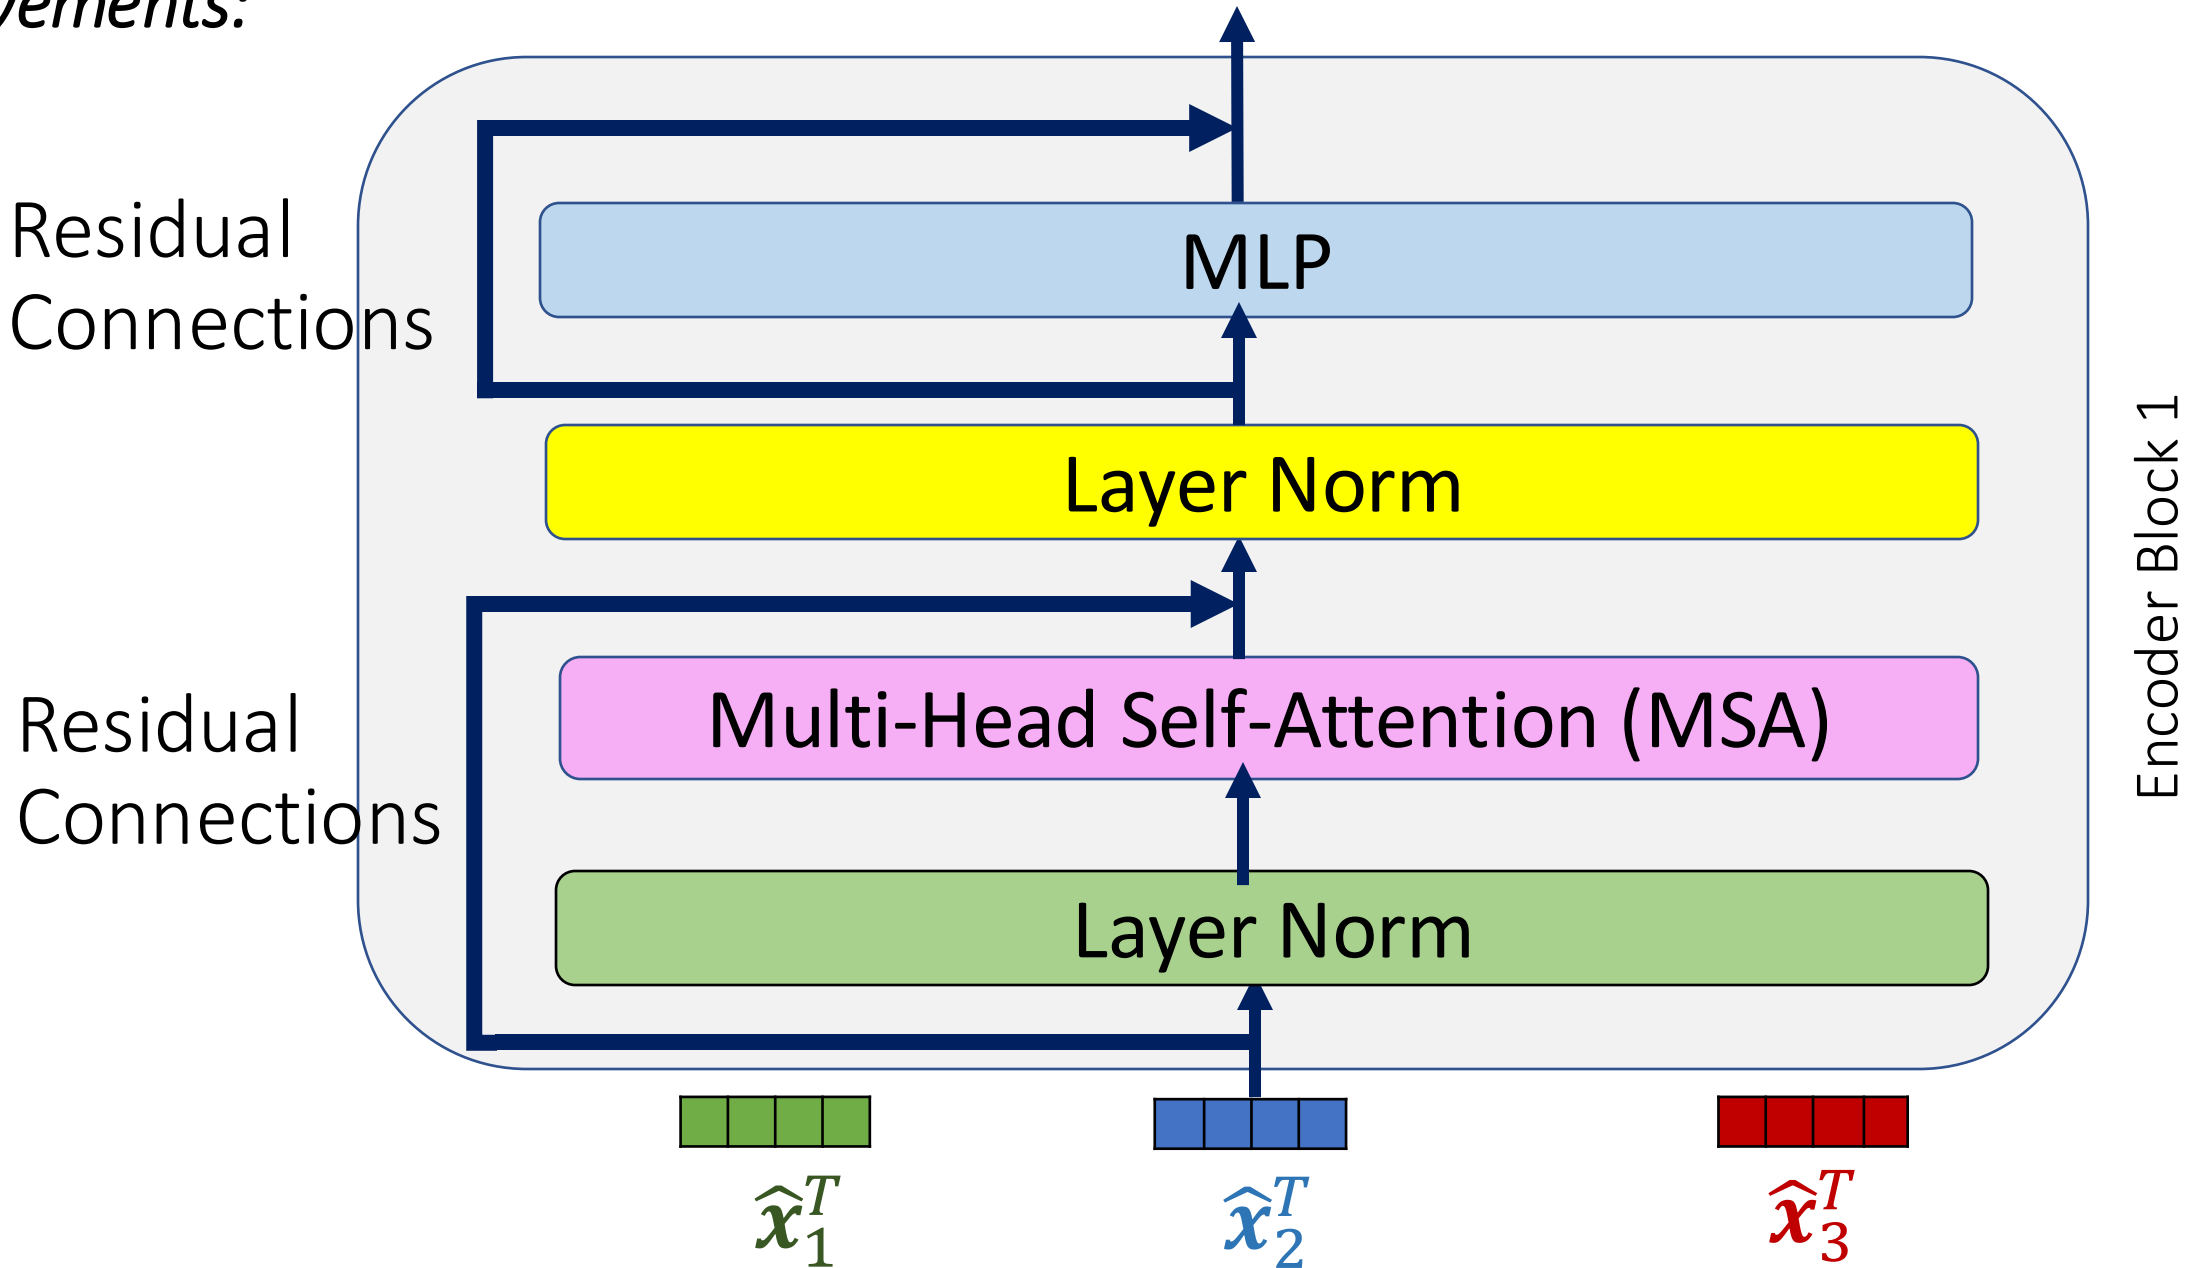 Residual
Connections
MLP
Layer Norm
Encoder Block 1
Residual
Connections
Multi-Head Self-Attention (MSA)
Layer Norm
x̂₁ᵀ x̂₂ᵀ x̂₃ᵀ